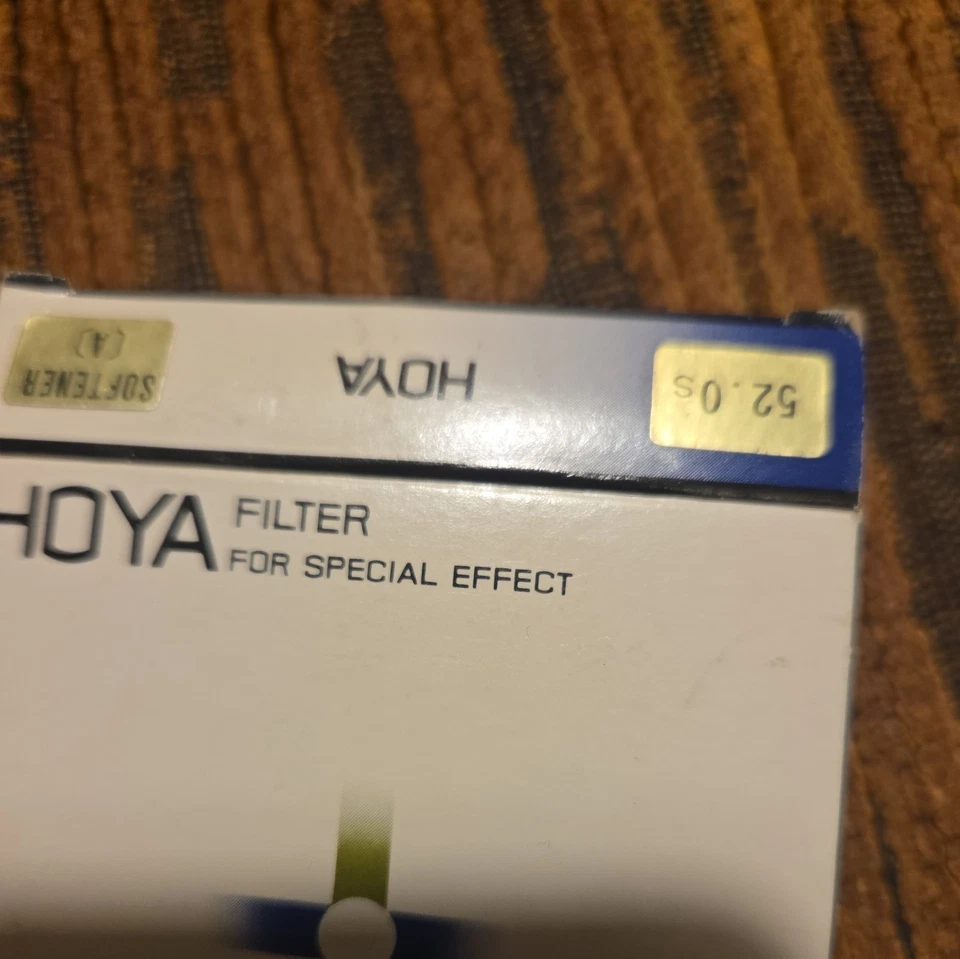 SOFTENER
(A)
HOYA
52.0s
HOYA FILTER
FOR SPECIAL EFFECT